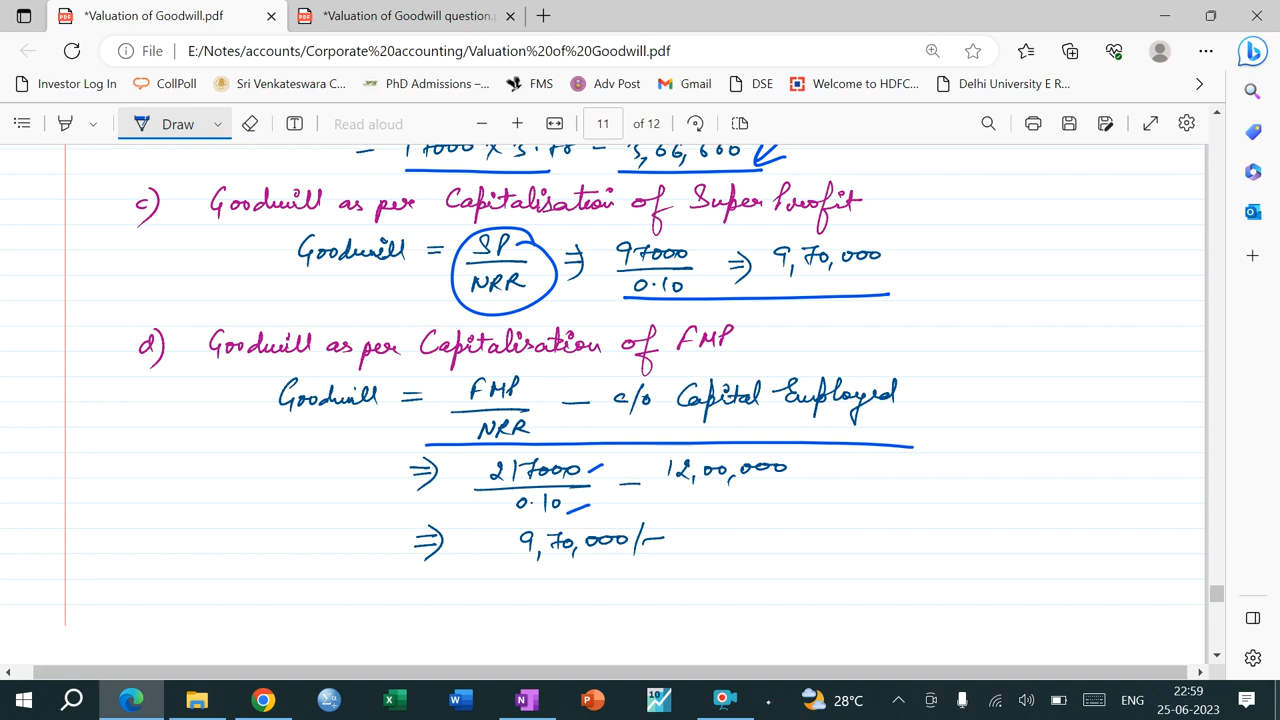 *Valuation of Goodwill.pdf *Valuation of Goodwill question.
File E:/Notes/accounts/Corporate%20accounting/Valuation%20of%20Goodwill.pdf
Investor Log In CollPoll Sri Venkateswara C... PhD Admissions –... FMS Adv Post Gmail DSE Welcome to HDFC... Delhi University E R...
Draw Read aloud 11 of 12
c) Goodwill as per Capitalisation of Super Profit
Goodwill = SP/NRR ⇒ 97000/0.10 ⇒ 9,70,000
d) Goodwill as per Capitalisation of FMP
Goodwill = FMP/NRR – c/o Capital Employed
⇒ 217000/0.10 – 12,00,000
⇒ 9,70,000/-
28°C ENG 22:59
25-06-2023